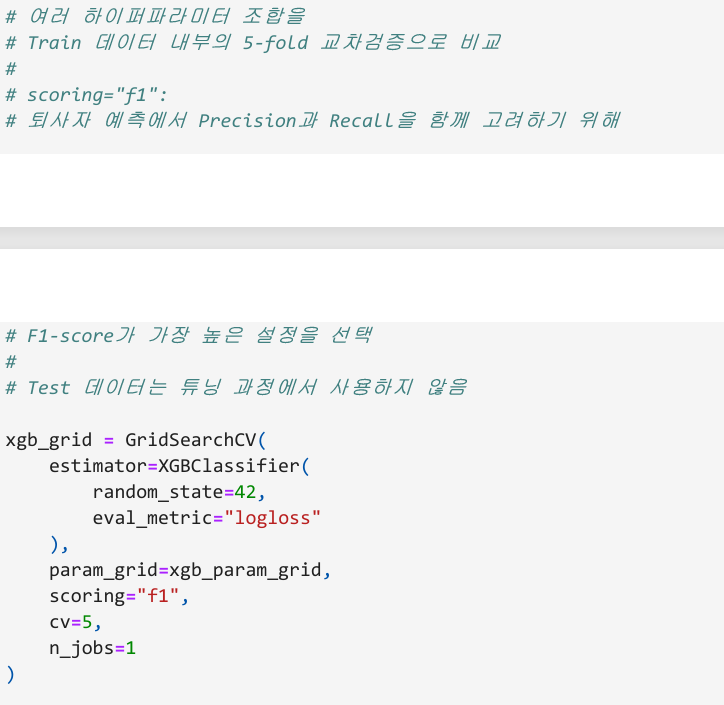 # 여러 하이퍼파라미터 조합을
# Train 데이터 내부의 5-fold 교차검증으로 비교
#
# scoring="f1":
# 퇴사자 예측에서 Precision과 Recall을 함께 고려하기 위해
# F1-score가 가장 높은 설정을 선택
#
# Test 데이터는 튜닝 과정에서 사용하지 않음
xgb_grid = GridSearchCV(
    estimator=XGBClassifier(
        random_state=42,
        eval_metric="logloss"
    ),
    param_grid=xgb_param_grid,
    scoring="f1",
    cv=5,
    n_jobs=1
)